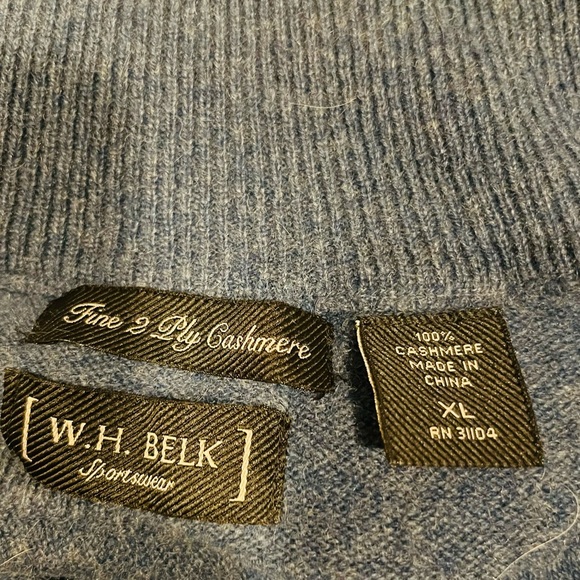 Fine 2 Ply Cashmere
[ W.H. BELK ]
Sportswear
100%
CASHMERE
MADE IN
CHINA
XL
RN 31104